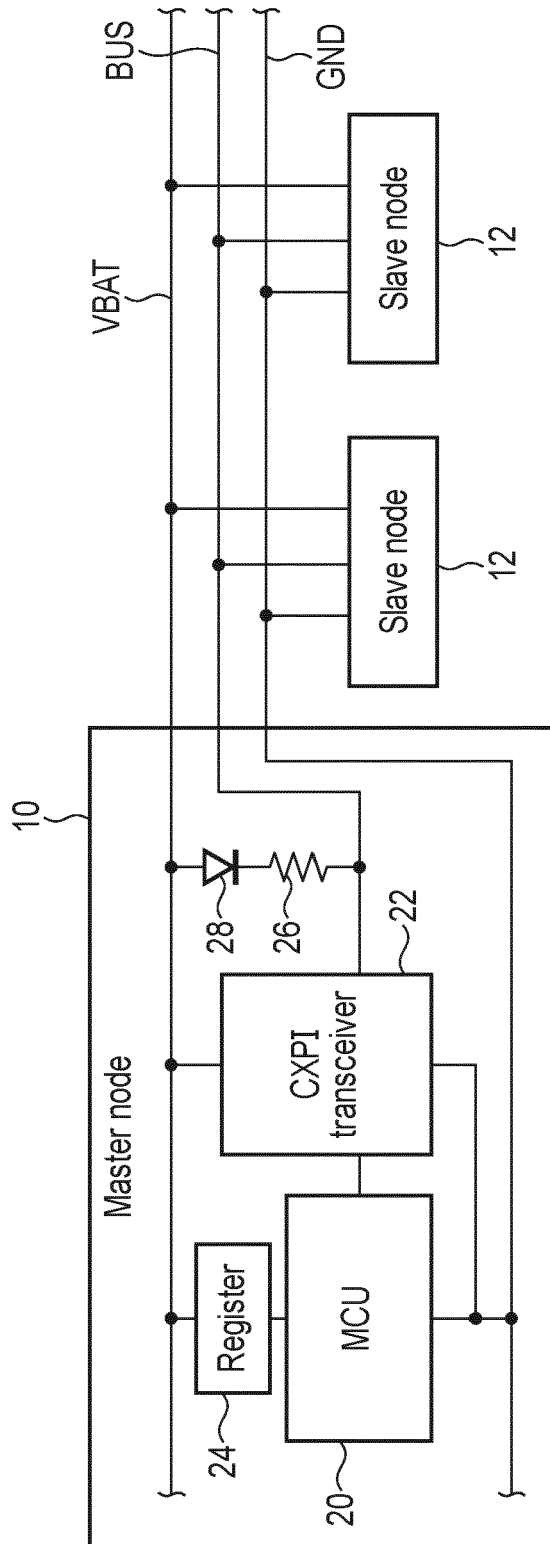 10
Master node
VBAT
BUS
GND
28
26
CXPI
transceiver
22
Register
24
MCU
20
Slave node
12
Slave node
12